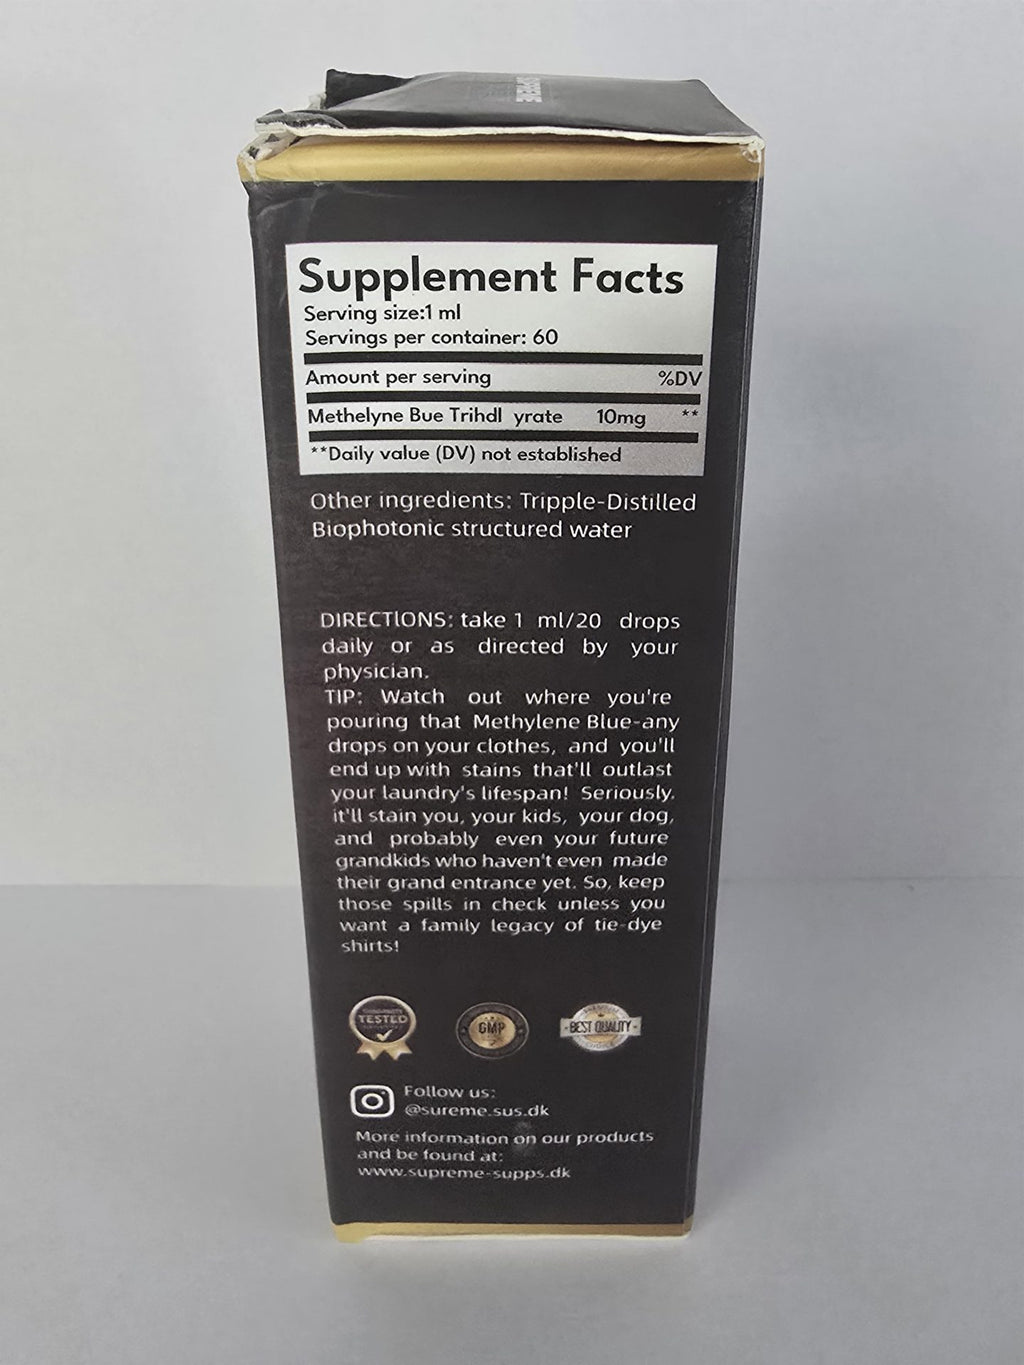 SUPREME
Supplement Facts
Serving size:1 ml
Servings per container: 60
Amount per serving %DV
Methelyne Bue Trihdl yrate 10mg **
**Daily value (DV) not established
Other ingredients: Tripple-Distilled
Biophotonic structured water
DIRECTIONS: take 1 ml/20 drops
daily or as directed by your
physician.
TIP: Watch out where you're
pouring that Methylene Blue-any
drops on your clothes, and you'll
end up with stains that'll outlast
your laundry's lifespan! Seriously,
it'll stain you, your kids, your dog,
and probably even your future
grandkids who haven't even made
their grand entrance yet. So, keep
those spills in check unless you
want a family legacy of tie-dye
shirts!
TESTED
GMP
-BEST QUALITY-
Follow us:
@sureme.sus.dk
More information on our products
and be found at:
www.supreme-supps.dk